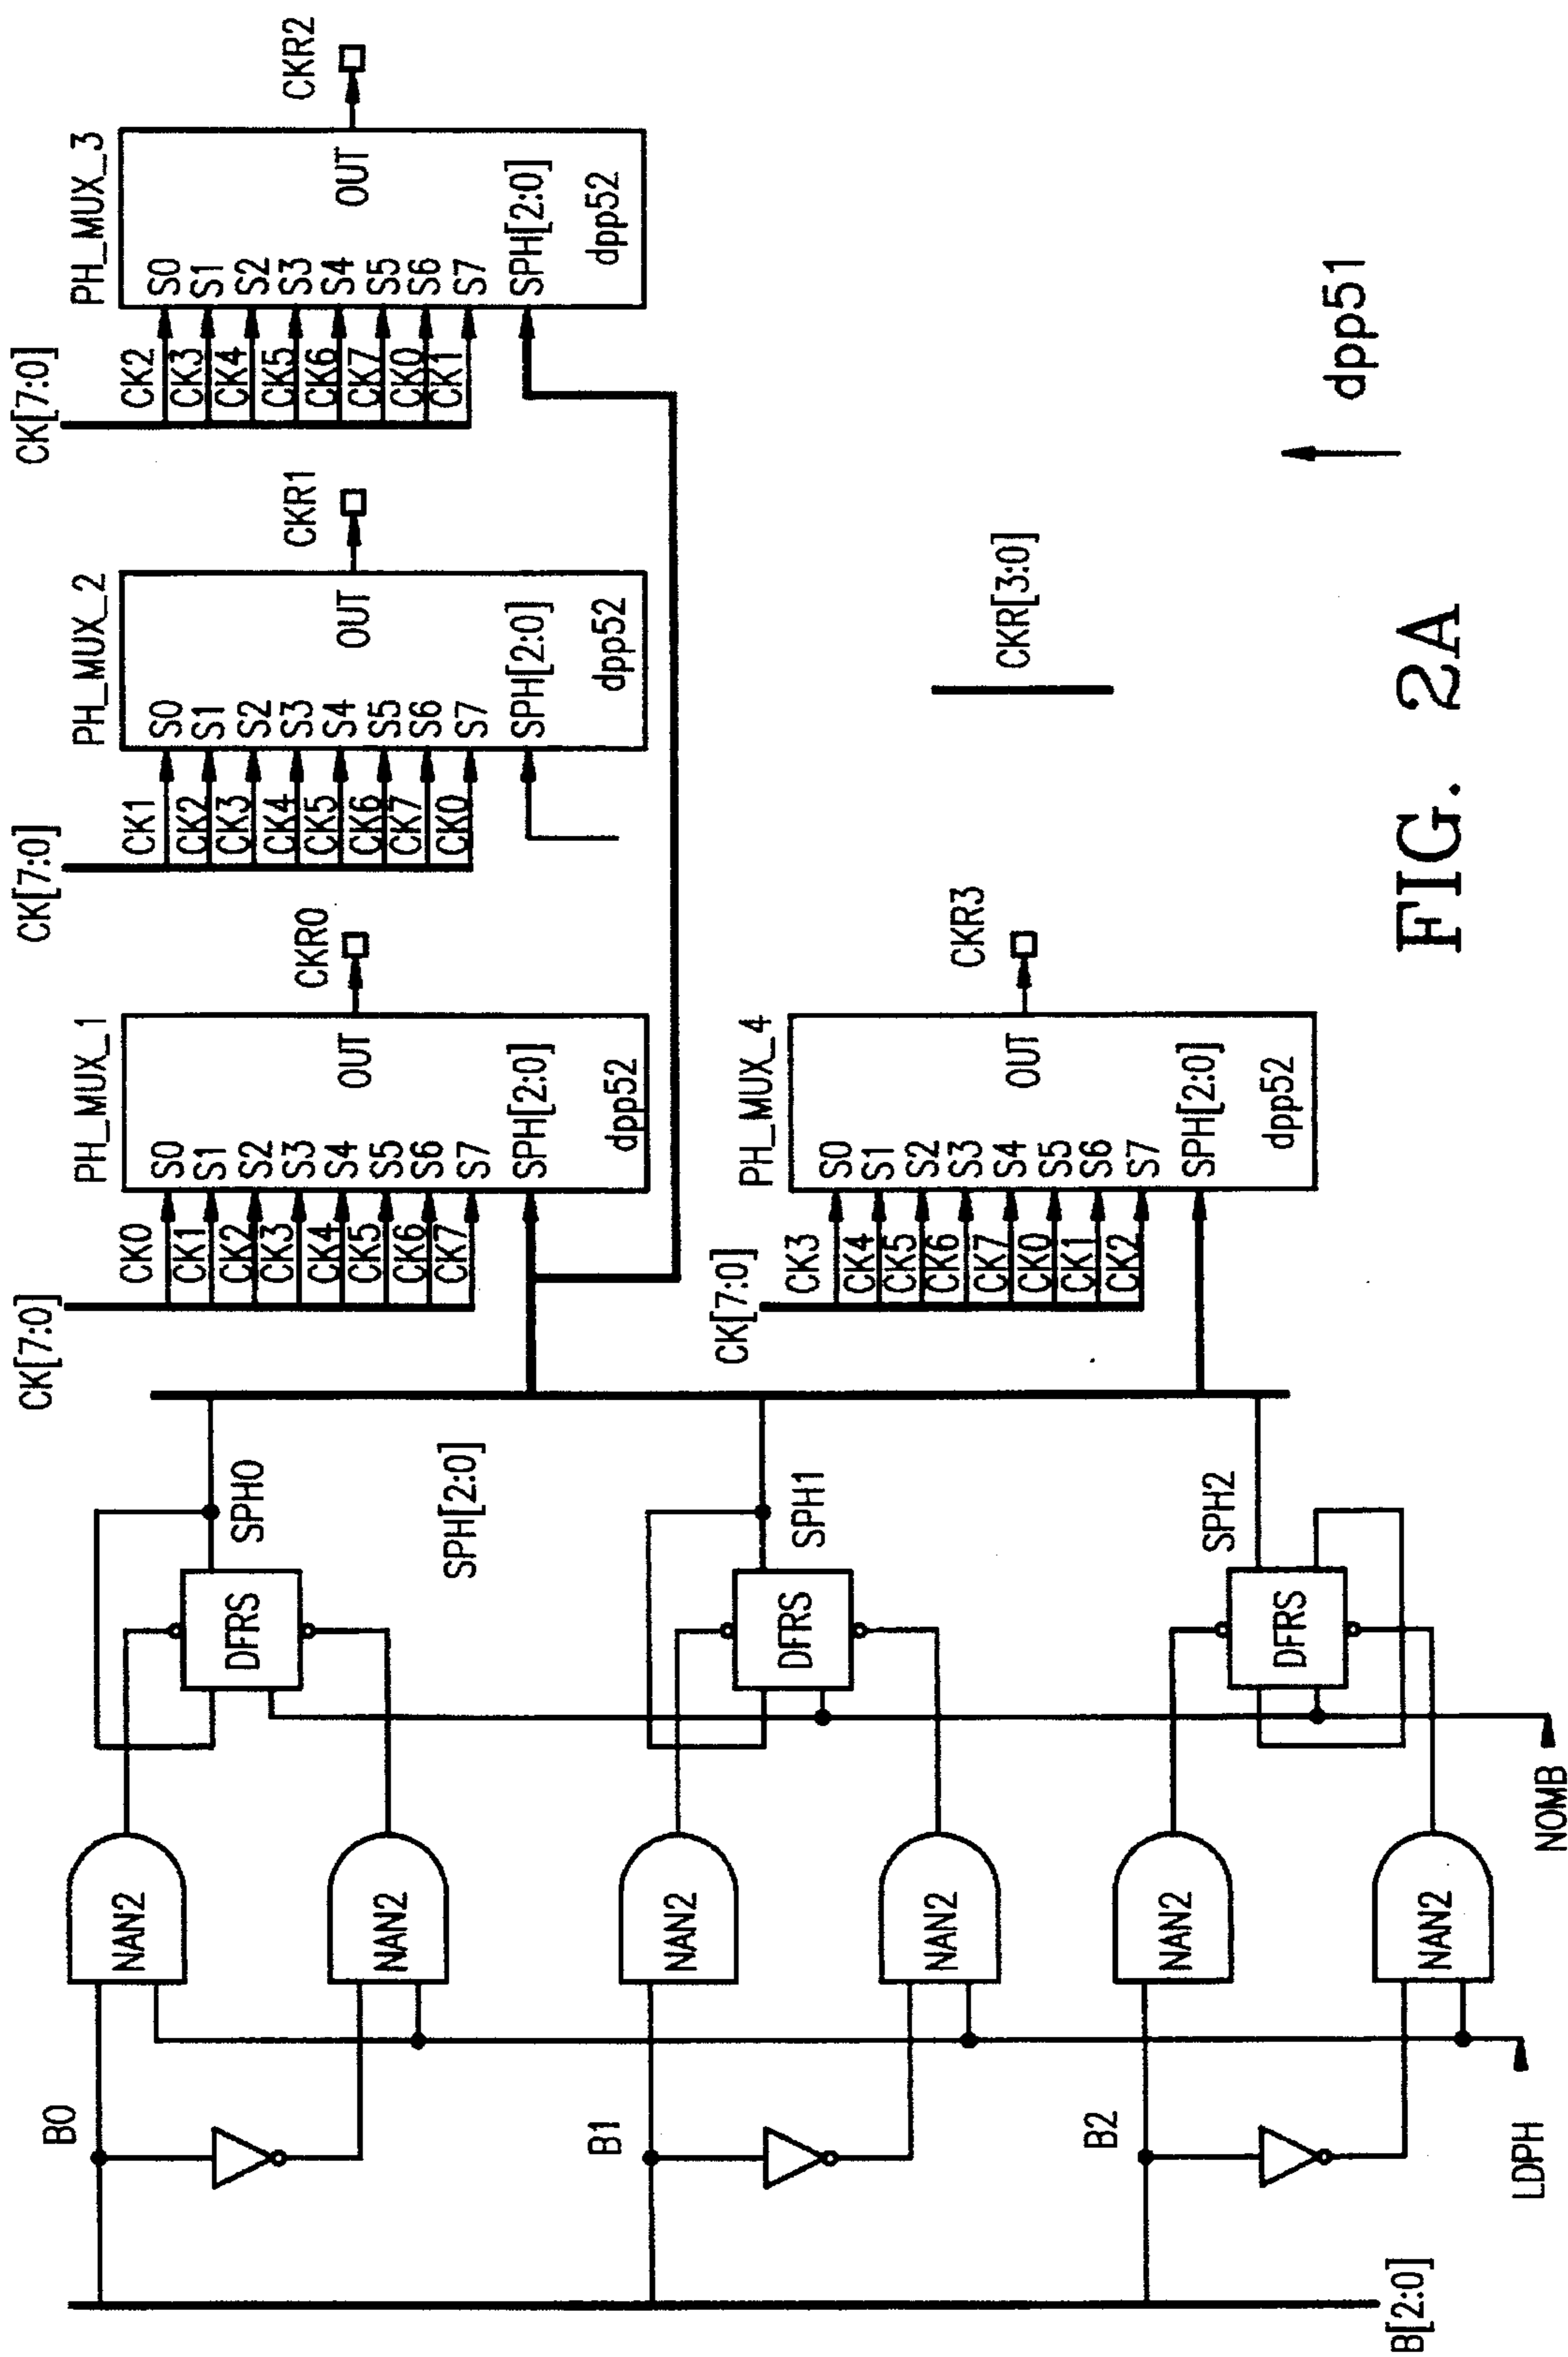 CK[7:0]
CK0
CK1
CK2
CK3
CK4
CK5
CK6
CK7
PH_MUX_1
S0
S1
S2
S3
S4
S5
S6
S7
SPH[2:0]
OUT
dpp52
CKR0
CK[7:0]
CK1
CK2
CK3
CK4
CK5
CK6
CK7
CK0
PH_MUX_2
S0
S1
S2
S3
S4
S5
S6
S7
SPH[2:0]
OUT
dpp52
CKR1
CK[7:0]
CK2
CK3
CK4
CK5
CK6
CK7
CK0
CK1
PH_MUX_3
S0
S1
S2
S3
S4
S5
S6
S7
SPH[2:0]
OUT
dpp52
CKR2
B0
NAN2
NAN2
DFRS
SPH0
SPH[2:0]
B1
NAN2
NAN2
DFRS
SPH1
B2
NAN2
NAN2
DFRS
SPH2
B[2:0]
LDPH
NOMB
CK[7:0]
CK3
CK4
CK5
CK6
CK7
CK0
CK1
CK2
PH_MUX_4
S0
S1
S2
S3
S4
S5
S6
S7
SPH[2:0]
OUT
dpp52
CKR3
CKR[3:0]
dpp51
FIG. 2A